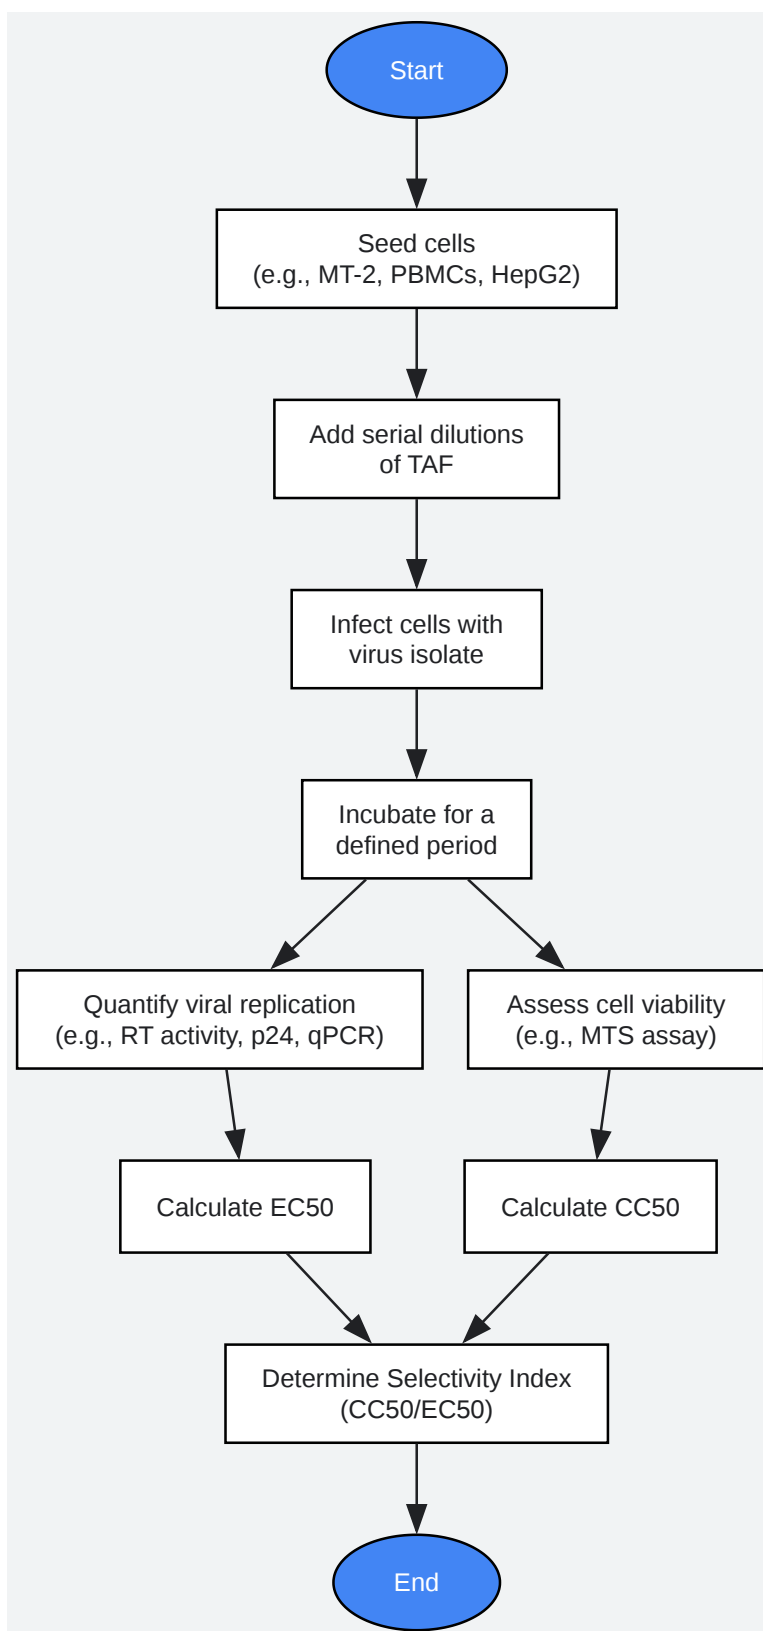 Start
Seed cells
(e.g., MT-2, PBMCs, HepG2)
Add serial dilutions
of TAF
Infect cells with
virus isolate
Incubate for a
defined period
Quantify viral replication
(e.g., RT activity, p24, qPCR)
Assess cell viability
(e.g., MTS assay)
Calculate EC50
Calculate CC50
Determine Selectivity Index
(CC50/EC50)
End